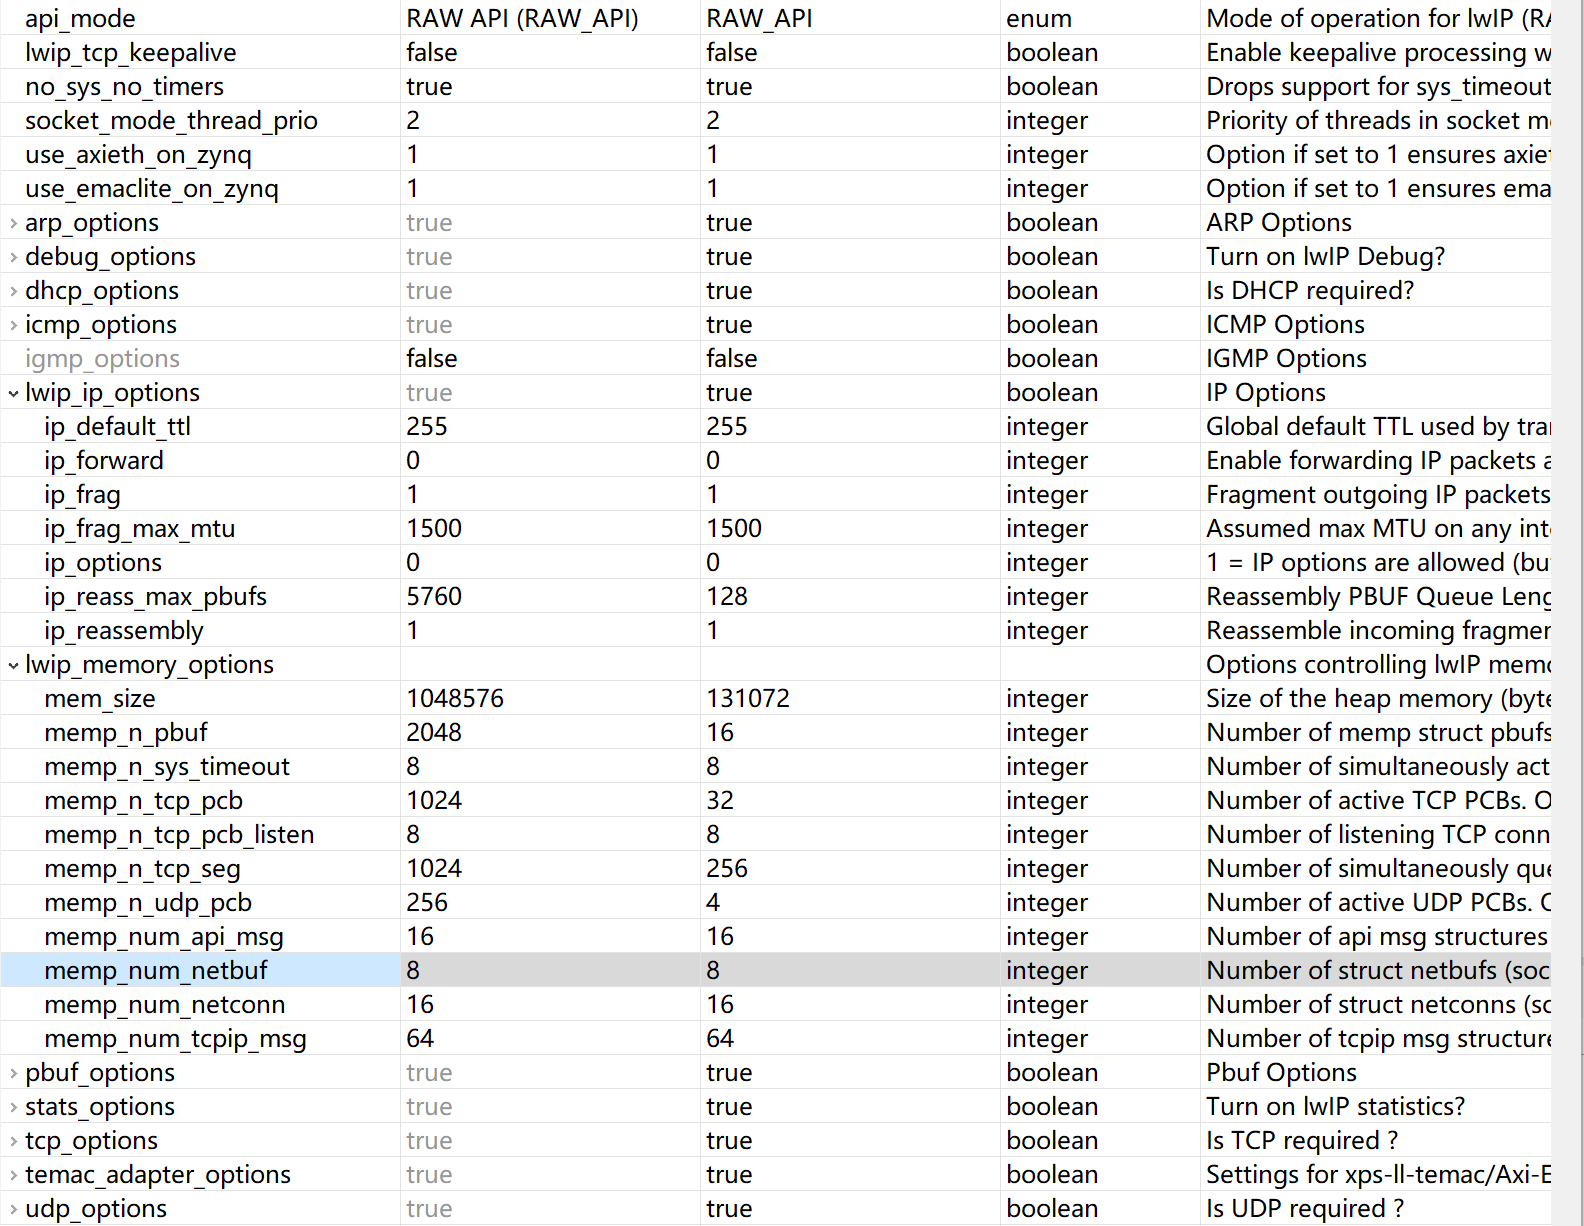 api_mode RAW API (RAW_API) RAW_API enum Mode of operation for lwIP (RA
lwip_tcp_keepalive false false boolean Enable keepalive processing w
no_sys_no_timers true true boolean Drops support for sys_timeout
socket_mode_thread_prio 2 2 integer Priority of threads in socket m
use_axieth_on_zynq 1 1 integer Option if set to 1 ensures axiet
use_emaclite_on_zynq 1 1 integer Option if set to 1 ensures ema
arp_options true true boolean ARP Options
debug_options true true boolean Turn on lwIP Debug?
dhcp_options true true boolean Is DHCP required?
icmp_options true true boolean ICMP Options
igmp_options false false boolean IGMP Options
lwip_ip_options true true boolean IP Options
ip_default_ttl 255 255 integer Global default TTL used by tra
ip_forward 0 0 integer Enable forwarding IP packets a
ip_frag 1 1 integer Fragment outgoing IP packets
ip_frag_max_mtu 1500 1500 integer Assumed max MTU on any int
ip_options 0 0 integer 1 = IP options are allowed (bu
ip_reass_max_pbufs 5760 128 integer Reassembly PBUF Queue Leng
ip_reassembly 1 1 integer Reassemble incoming fragmer
lwip_memory_options Options controlling lwIP memo
mem_size 1048576 131072 integer Size of the heap memory (byte
memp_n_pbuf 2048 16 integer Number of memp struct pbufs
memp_n_sys_timeout 8 8 integer Number of simultaneously act
memp_n_tcp_pcb 1024 32 integer Number of active TCP PCBs. O
memp_n_tcp_pcb_listen 8 8 integer Number of listening TCP conn
memp_n_tcp_seg 1024 256 integer Number of simultaneously que
memp_n_udp_pcb 256 4 integer Number of active UDP PCBs. O
memp_num_api_msg 16 16 integer Number of api msg structures
memp_num_netbuf 8 8 integer Number of struct netbufs (soc
memp_num_netconn 16 16 integer Number of struct netconns (so
memp_num_tcpip_msg 64 64 integer Number of tcpip msg structure
pbuf_options true true boolean Pbuf Options
stats_options true true boolean Turn on lwIP statistics?
tcp_options true true boolean Is TCP required ?
temac_adapter_options true true boolean Settings for xps-ll-temac/Axi-E
udp_options true true boolean Is UDP required ?